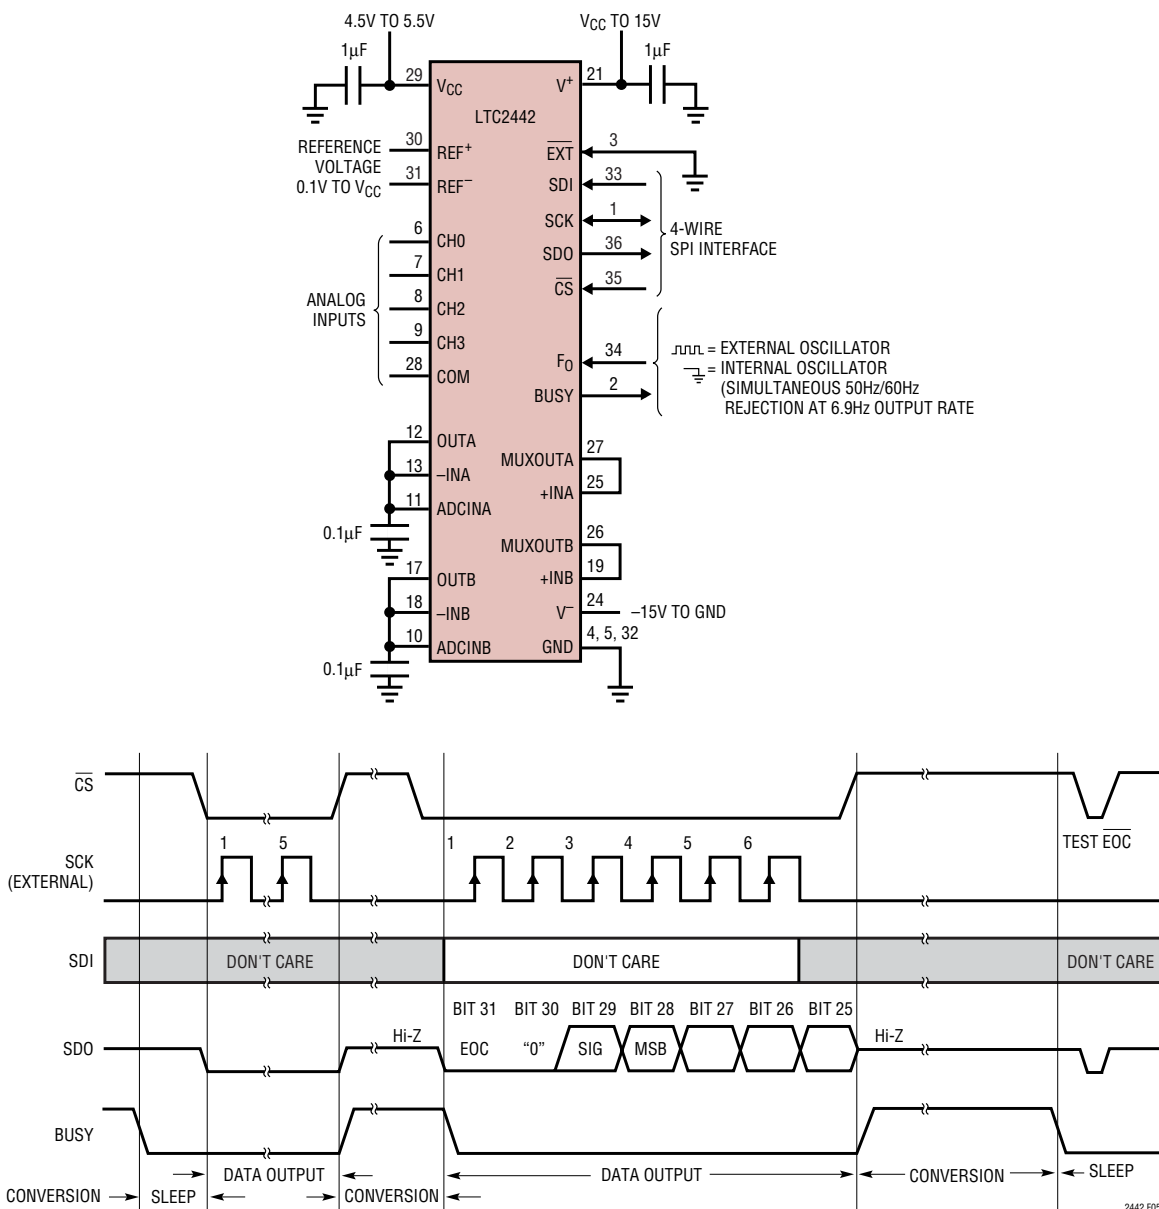 4.5V TO 5.5V
VCC TO 15V
1µF
1µF
29
VCC
V+
21
LTC2442
REFERENCE
VOLTAGE
0.1V TO VCC
30
REF+
31
REF−
EXT
3
SDI
33
SCK
1
SDO
36
CS
35
4-WIRE
SPI INTERFACE
ANALOG
INPUTS
6
CH0
7
CH1
8
CH2
9
CH3
28
COM
FO
34
BUSY
2
= EXTERNAL OSCILLATOR
= INTERNAL OSCILLATOR
(SIMULTANEOUS 50Hz/60Hz
REJECTION AT 6.9Hz OUTPUT RATE
12
OUTA
13
–INA
11
ADCINA
0.1µF
MUXOUTA
27
+INA
25
MUXOUTB
26
+INB
19
17
OUTB
18
–INB
10
ADCINB
0.1µF
V−
24
–15V TO GND
GND
4, 5, 32
CS
TEST EOC
SCK
(EXTERNAL)
1
5
1
2
3
4
5
6
SDI
DON'T CARE
DON'T CARE
DON'T CARE
BIT 31
BIT 30
BIT 29
BIT 28
BIT 27
BIT 26
BIT 25
SDO
Hi-Z
EOC
“0”
SIG
MSB
Hi-Z
BUSY
CONVERSION
SLEEP
DATA OUTPUT
CONVERSION
DATA OUTPUT
CONVERSION
SLEEP
2442 F05